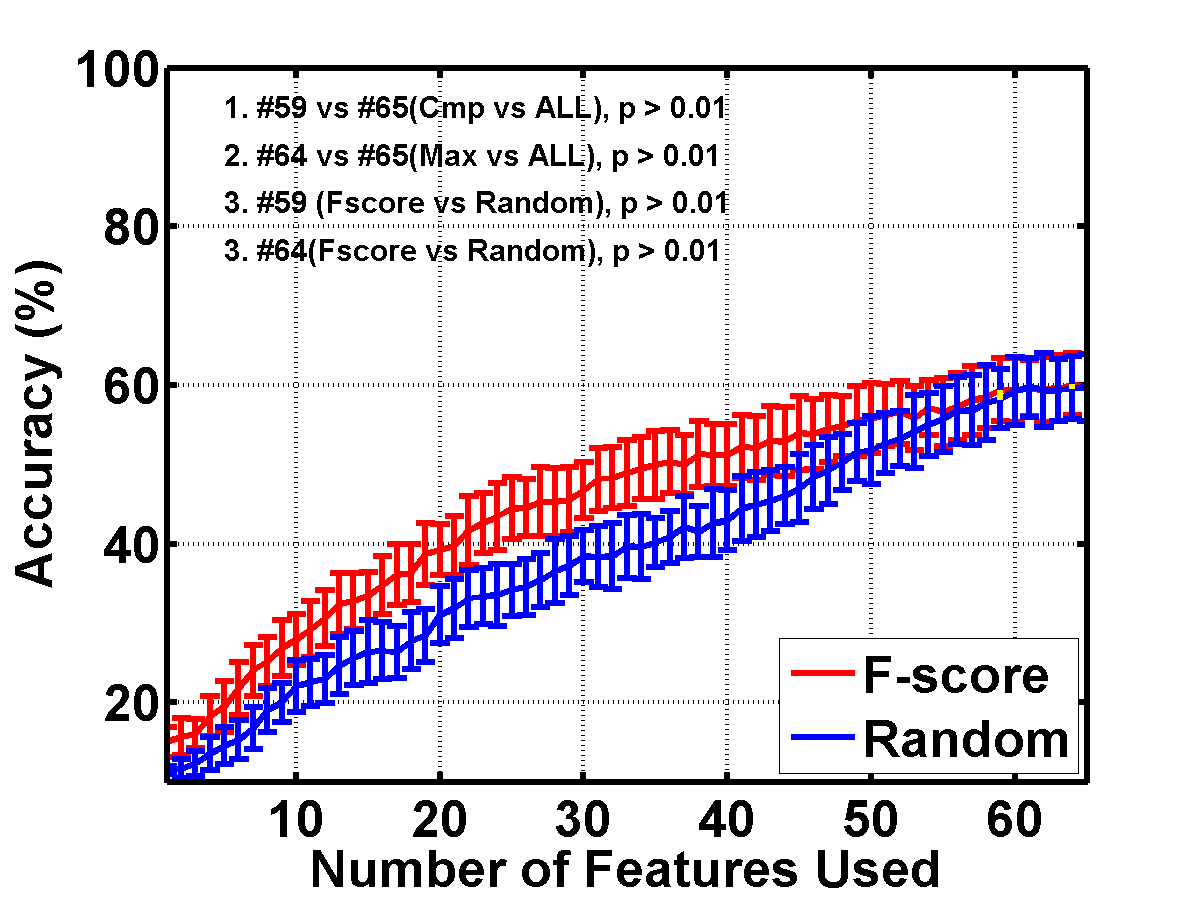 100
80
60
40
20
1. #59 vs #65(Cmp vs ALL), p > 0.01
2. #64 vs #65(Max vs ALL), p > 0.01
3. #59 (Fscore vs Random), p > 0.01
3. #64(Fscore vs Random), p > 0.01
Accuracy (%)
F-score
Random
10 20 30 40 50 60
Number of Features Used